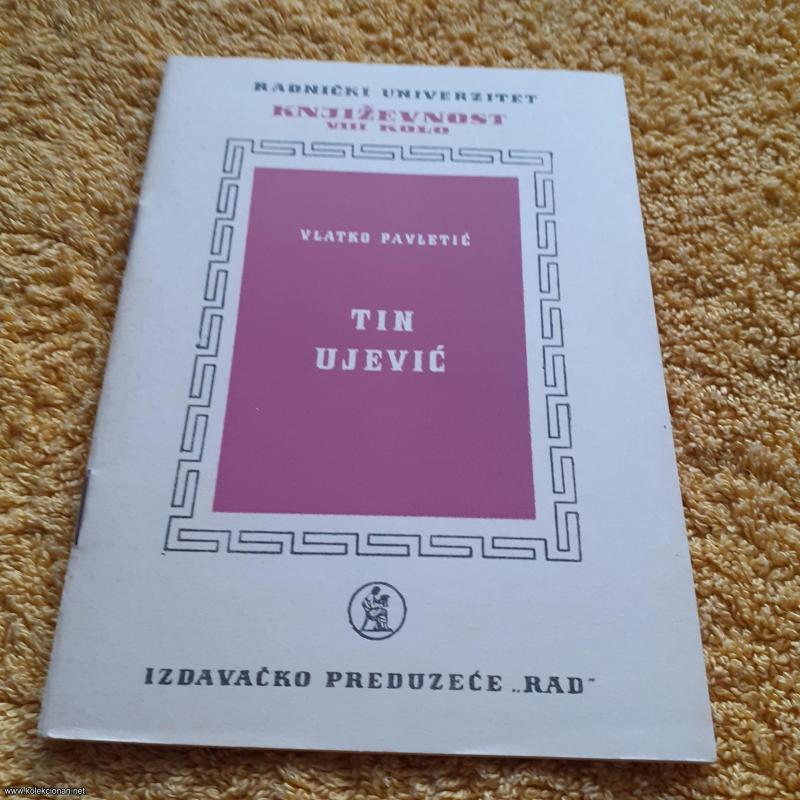 RADNIČKI UNIVERZITET
KNJIŽEVNOST
VIII KOLO
VLATKO PAVLETIĆ
TIN
UJEVIĆ
IZDAVAČKO PREDUZEĆE „RAD“
www.kolekcionari.net